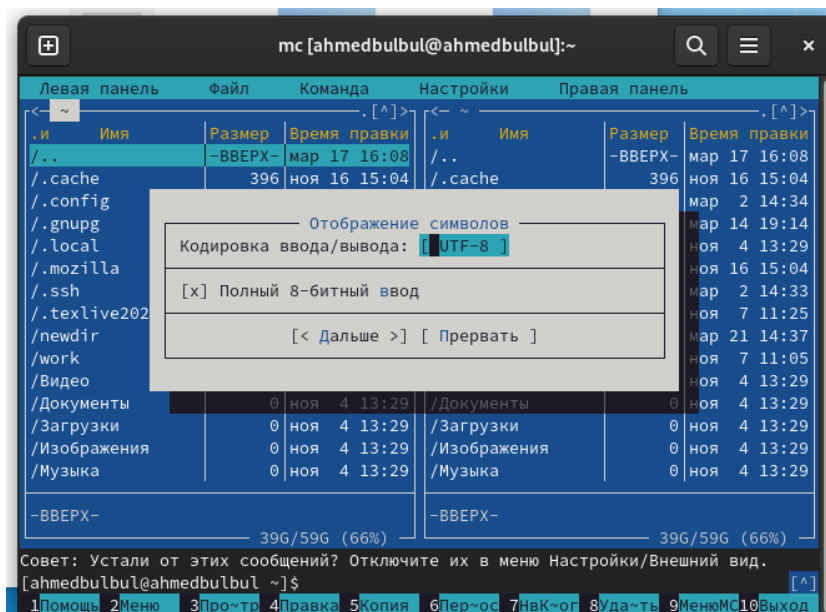 mc [ahmedbulbul@ahmedbulbul]:~
Левая панель Файл Команда Настройки Правая панель
<— ~ .[^]> <— ~ .[^]>
.и Имя Размер Время правки .и Имя Размер Время правки
/.. -ВВЕРХ- мар 17 16:08 /.. -ВВЕРХ- мар 17 16:08
/.cache 396 ноя 16 15:04 /.cache 396 ноя 16 15:04
/.config мар 2 14:34
/.gnupg мар 14 19:14
/.local ноя 4 13:29
/.mozilla ноя 16 15:04
/.ssh мар 2 14:33
/.texlive202 ноя 7 11:25
/newdir мар 21 14:37
/work ноя 7 11:05
/Видео ноя 4 13:29
Отображение символов
Кодировка ввода/вывода: [ UTF-8 ]
[x] Полный 8-битный ввод
[< Дальше >] [ Прервать ]
/Документы 0 ноя 4 13:29 /Документы 0 ноя 4 13:29
/Загрузки 0 ноя 4 13:29 /Загрузки 0 ноя 4 13:29
/Изображения 0 ноя 4 13:29 /Изображения 0 ноя 4 13:29
/Музыка 0 ноя 4 13:29 /Музыка 0 ноя 4 13:29
-ВВЕРХ- -ВВЕРХ-
39G/59G (66%) 39G/59G (66%)
Совет: Устали от этих сообщений? Отключите их в меню Настройки/Внешний вид.
[ahmedbulbul@ahmedbulbul ~]$ [^]
1Помощь 2Меню 3Про~тр 4Правка 5Копия 6Пер~ос 7НвК~ог 8Уда~ть 9МенюMC 10Выход